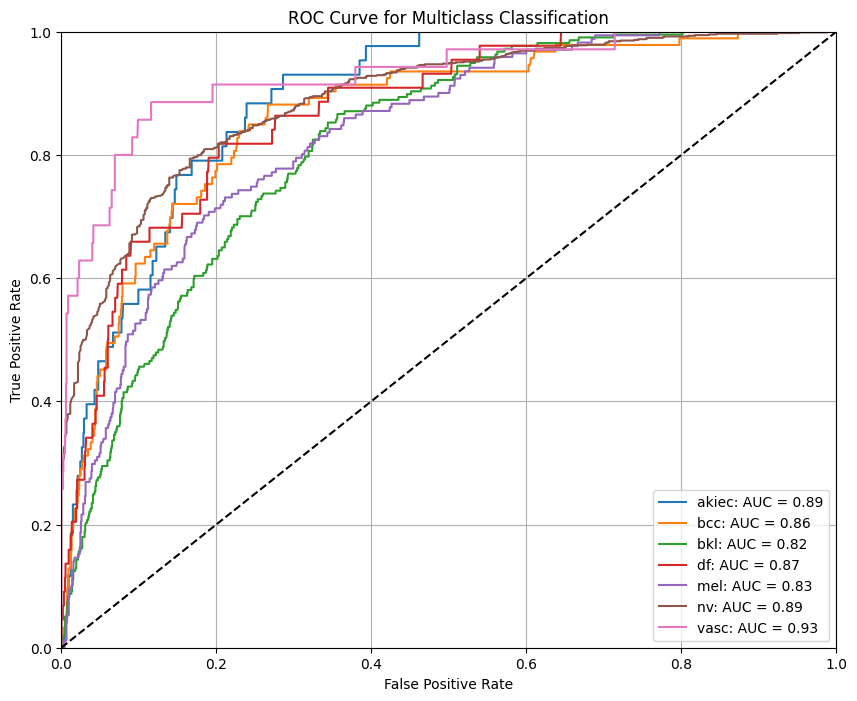 ROC Curve for Multiclass Classification
True Positive Rate
1.0
0.8
0.6
0.4
0.2
0.0
akiec: AUC = 0.89
bcc: AUC = 0.86
bkl: AUC = 0.82
df: AUC = 0.87
mel: AUC = 0.83
nv: AUC = 0.89
vasc: AUC = 0.93
0.0 0.2 0.4 0.6 0.8 1.0
False Positive Rate